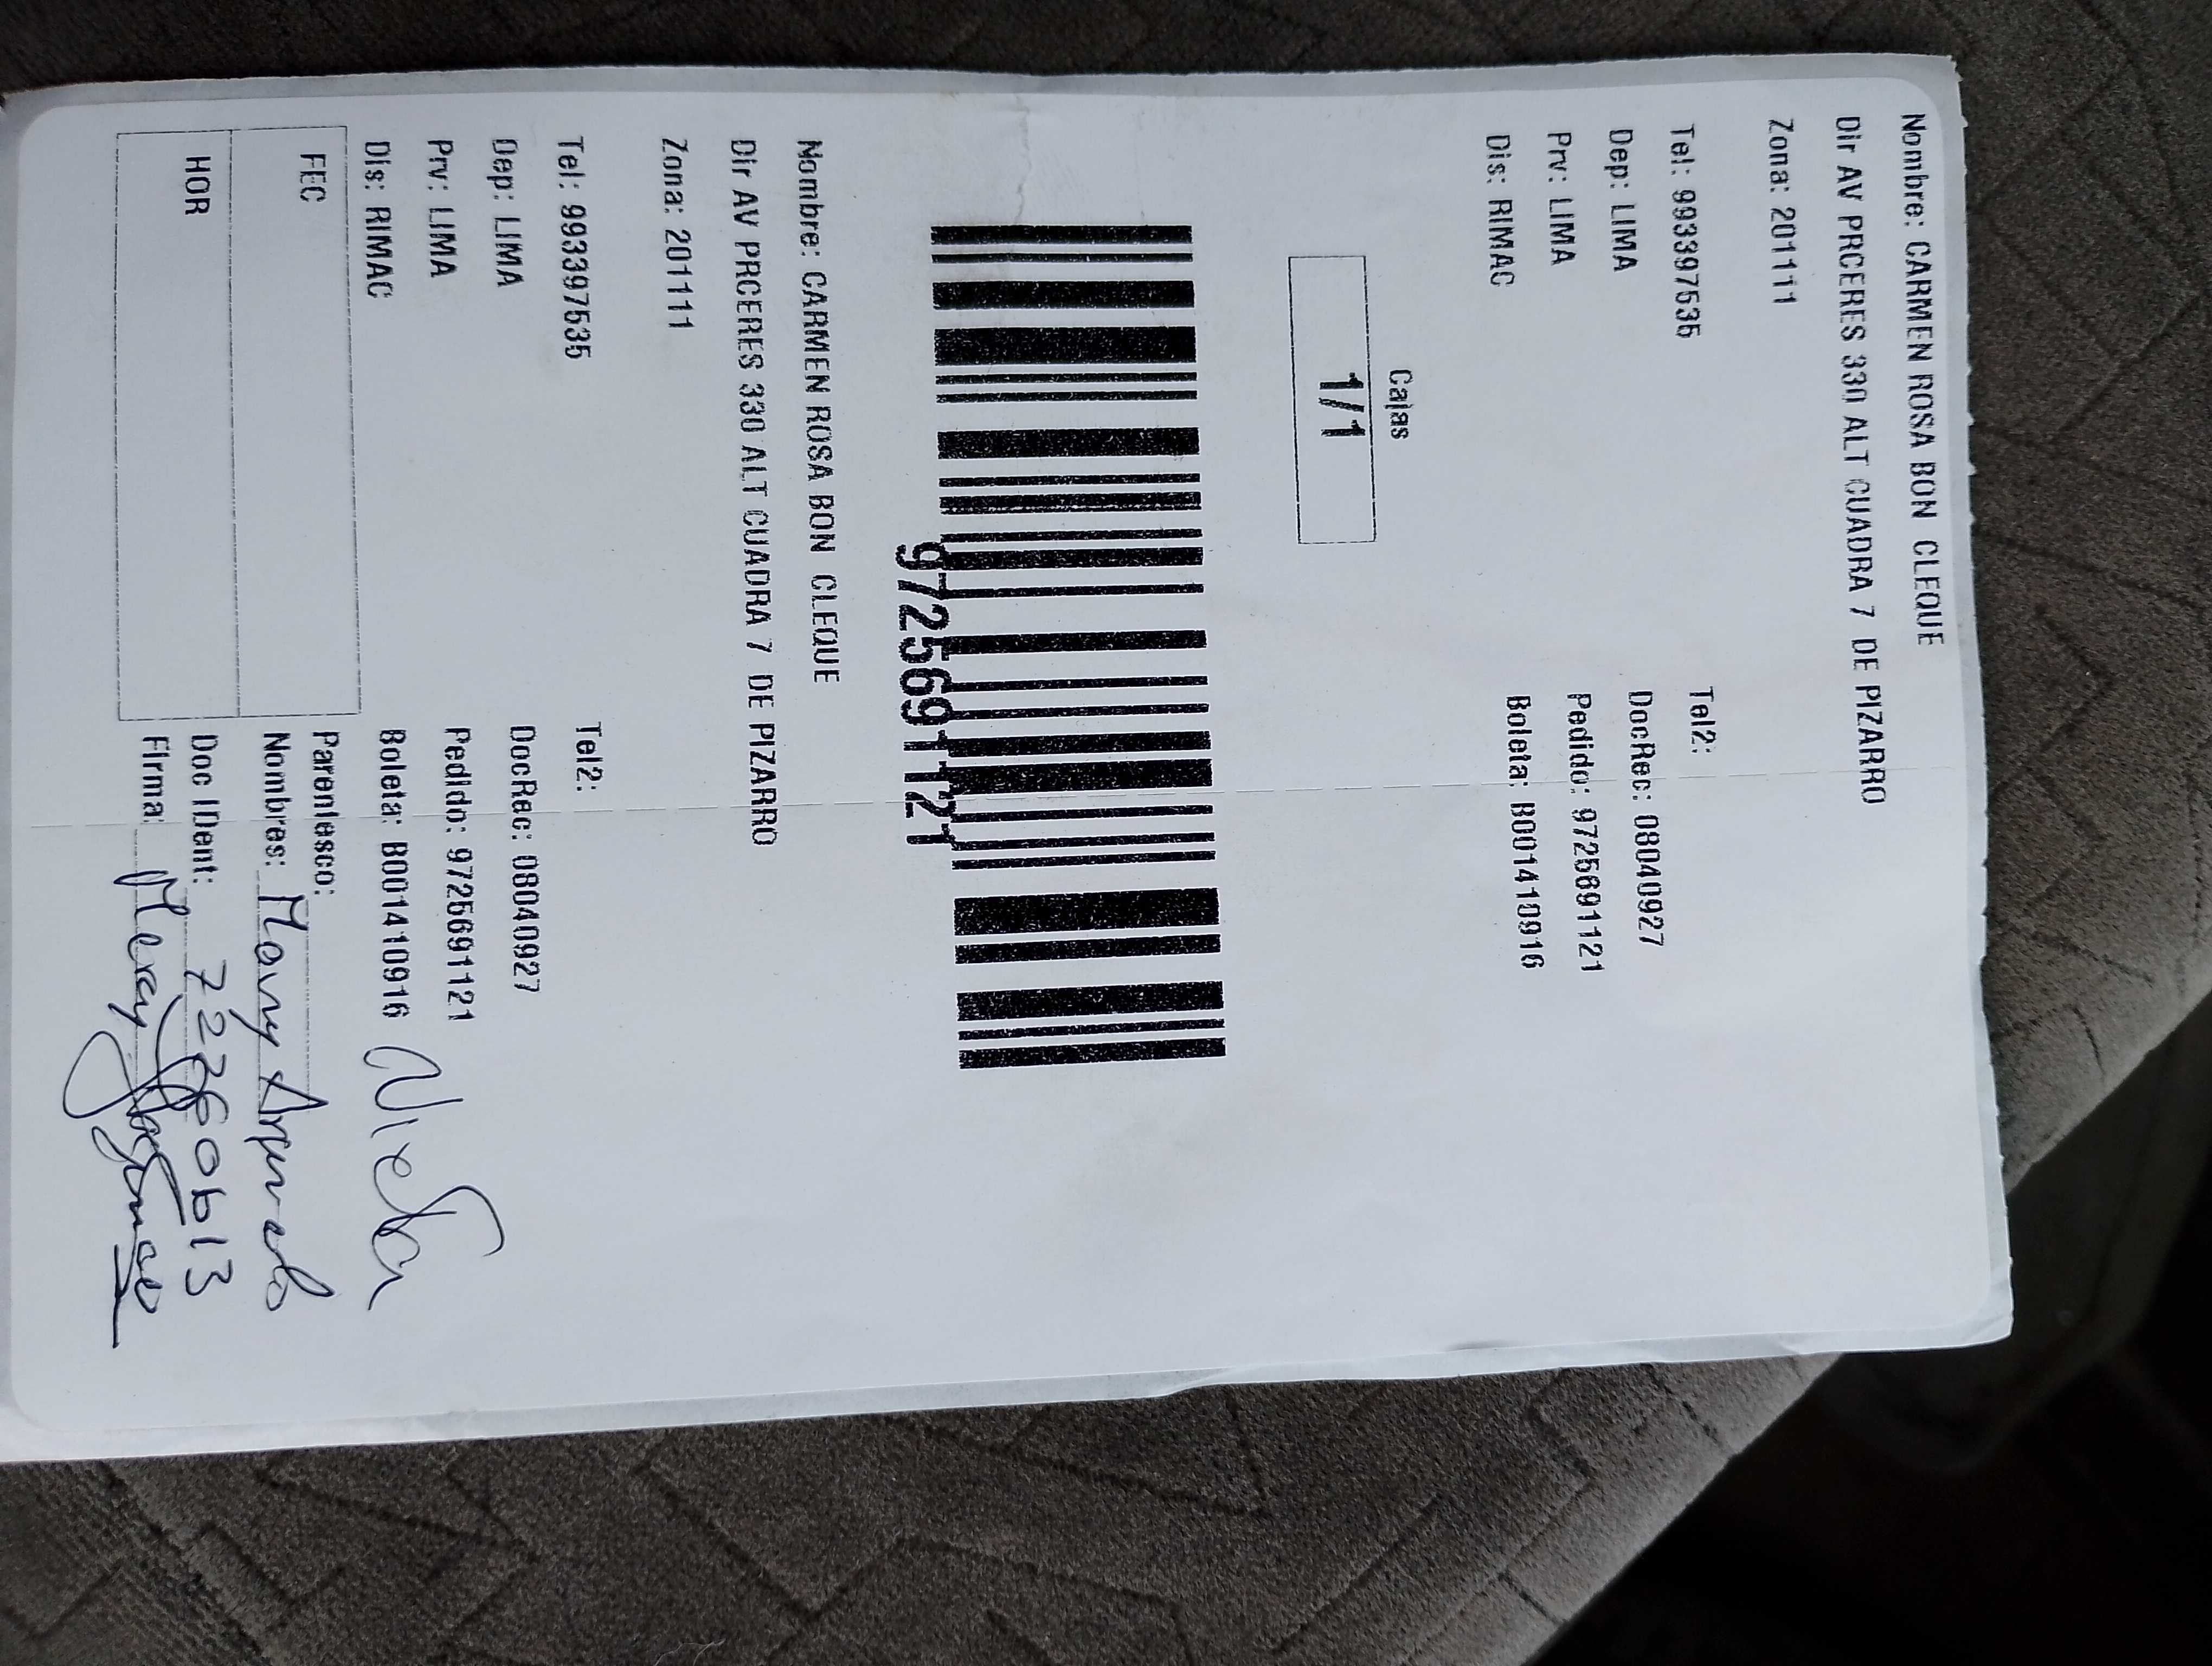 Nombre: CARMEN ROSA BON CLEQUE
Dir AV PRCERES 330 ALT CUADRA 7 DE PIZARRO
Zona: 201111
Tel: 993397535 Tel2:
Dep: LIMA DocRec: 08040927
Prv: LIMA Pedido: 9725691121
Dis: RIMAC Boleta: B001410916
Cajas
1/1
9725691121
Nombre: CARMEN ROSA BON CLEQUE
Dir AV PRCERES 330 ALT CUADRA 7 DE PIZARRO
Zona: 201111
Tel: 993397535 Tel2:
Dep: LIMA DocRec: 08040927
Prv: LIMA Pedido: 9725691121
Dis: RIMAC Boleta: B001410916
FEC Parentesco: Nieta
Nombres: Mary
HOR Doc IDent:
Firma: